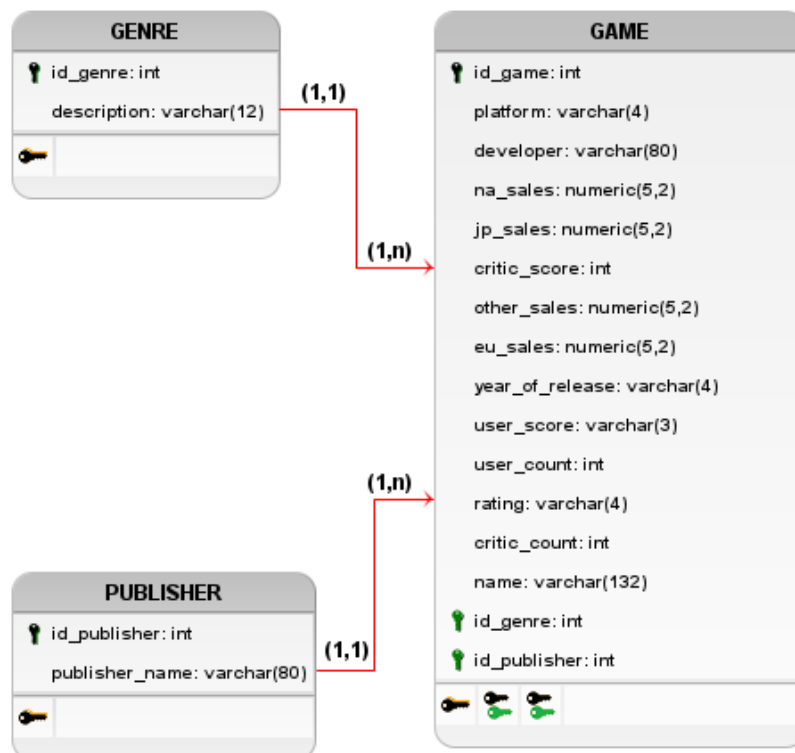 GENRE
id_genre: int
description: varchar(12)
(1,1)
(1,n)
GAME
id_game: int
platform: varchar(4)
developer: varchar(80)
na_sales: numeric(5,2)
jp_sales: numeric(5,2)
critic_score: int
other_sales: numeric(5,2)
eu_sales: numeric(5,2)
year_of_release: varchar(4)
user_score: varchar(3)
user_count: int
rating: varchar(4)
critic_count: int
name: varchar(132)
id_genre: int
id_publisher: int
(1,n)
(1,1)
PUBLISHER
id_publisher: int
publisher_name: varchar(80)